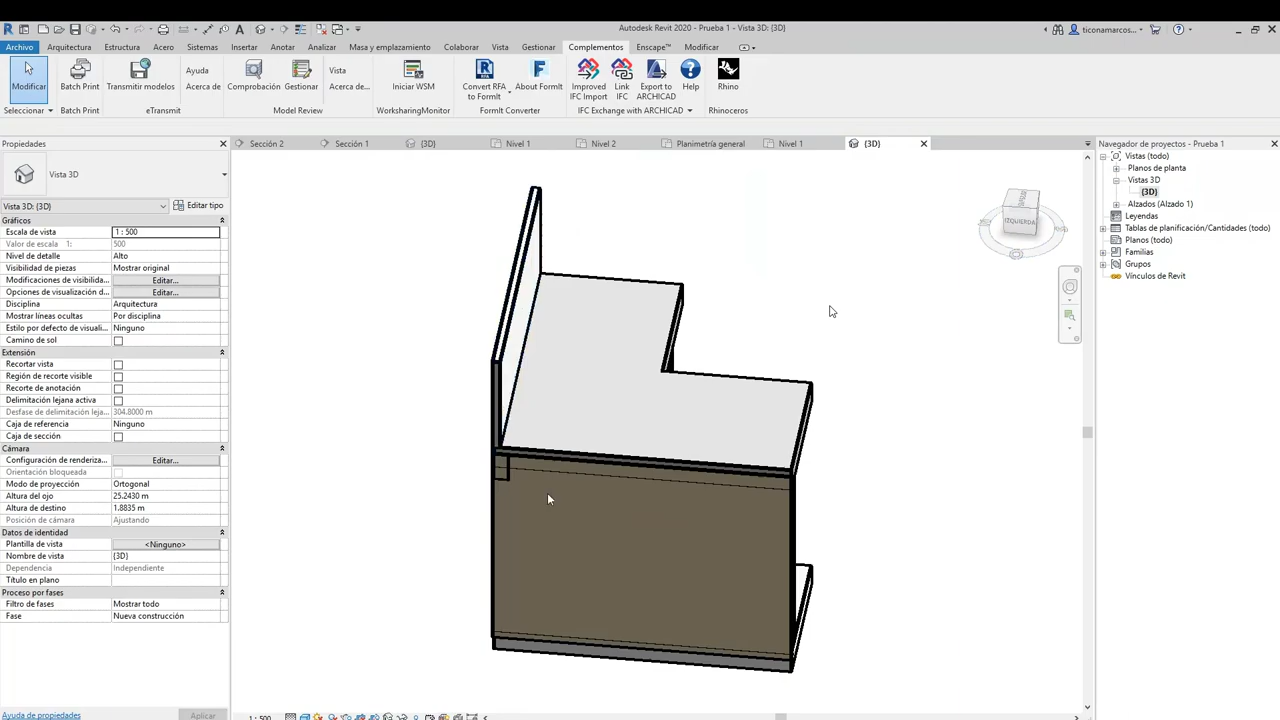 Autodesk Revit 2020 - Prueba 1 - Vista 3D: {3D}
ticonamarcos...
Archivo Arquitectura Estructura Acero Sistemas Insertar Anotar Analizar Masa y emplazamiento Colaborar Vista Gestionar Complementos Enscape™ Modificar
Modificar
Batch Print
Transmitir modelos
Ayuda
Acerca de
Comprobación
Gestionar
Vista
Acerca de...
Iniciar WSM
Convert RFA
to FormIt
About FormIt
Improved
IFC Import
Link
IFC
Export to
ARCHICAD
Help
Rhino
Seleccionar Batch Print eTransmit Model Review WorksharingMonitor FormIt Converter IFC Exchange with ARCHICAD Rhinoceros
Propiedades
Sección 2 Sección 1 {3D} Nivel 1 Nivel 2 Planimetría general Nivel 1 {3D}
Navegador de proyectos - Prueba 1
Vista 3D
Vista 3D: {3D} Editar tipo
Gráficos
Escala de vista 1 : 500
Valor de escala 1: 500
Nivel de detalle Alto
Visibilidad de piezas Mostrar original
Modificaciones de visibilida... Editar...
Opciones de visualización d... Editar...
Disciplina Arquitectura
Mostrar líneas ocultas Por disciplina
Estilo por defecto de visuali... Ninguno
Camino de sol
Extensión
Recortar vista
Región de recorte visible
Recorte de anotación
Delimitación lejana activa
Desfase de delimitación leja... 304.8000 m
Caja de referencia Ninguno
Caja de sección
Cámara
Configuración de renderiza... Editar...
Orientación bloqueada
Modo de proyección Ortogonal
Altura del ojo 25.2430 m
Altura de destino 1.8835 m
Posición de cámara Ajustando
Datos de identidad
Plantilla de vista <Ninguno>
Nombre de vista {3D}
Dependencia Independiente
Título en plano
Proceso por fases
Filtro de fases Mostrar todo
Fase Nueva construcción
Ayuda de propiedades Aplicar
IZQUIERDA
1 : 500
Vistas (todo)
Planos de planta
Vistas 3D
{3D}
Alzados (Alzado 1)
Leyendas
Tablas de planificación/Cantidades (todo)
Planos (todo)
Familias
Grupos
Vínculos de Revit